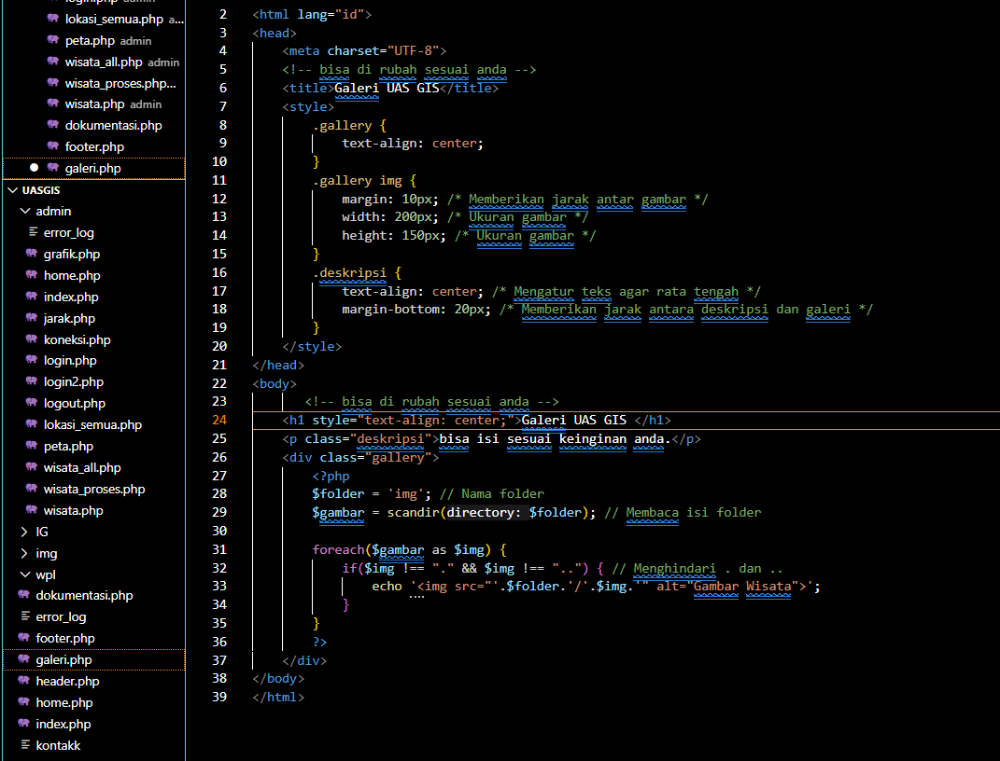 lokasi_semua.php a...
peta.php admin
wisata_all.php admin
wisata_proses.php...
wisata.php admin
dokumentasi.php
footer.php
galeri.php
UASGIS
admin
error_log
grafik.php
home.php
index.php
jarak.php
koneksi.php
login.php
login2.php
logout.php
lokasi_semua.php
peta.php
wisata_all.php
wisata_proses.php
wisata.php
IG
img
wpl
dokumentasi.php
error_log
footer.php
galeri.php
header.php
home.php
index.php
kontakk
2 <html lang="id">
3 <head>
4 <meta charset="UTF-8">
5 <!-- bisa di rubah sesuai anda -->
6 <title>Galeri UAS GIS</title>
7 <style>
8 .gallery {
9 text-align: center;
10 }
11 .gallery img {
12 margin: 10px; /* Memberikan jarak antar gambar */
13 width: 200px; /* Ukuran gambar */
14 height: 150px; /* Ukuran gambar */
15 }
16 .deskripsi {
17 text-align: center; /* Mengatur teks agar rata tengah */
18 margin-bottom: 20px; /* Memberikan jarak antara deskripsi dan galeri */
19 }
20 </style>
21 </head>
22 <body>
23 <!-- bisa di rubah sesuai anda -->
24 <h1 style="text-align: center;">Galeri UAS GIS </h1>
25 <p class="deskripsi">bisa isi sesuai keinginan anda.</p>
26 <div class="gallery">
27 <?php
28 $folder = 'img'; // Nama folder
29 $gambar = scandir(directory: $folder); // Membaca isi folder
30
31 foreach($gambar as $img) {
32 if($img !== "." && $img !== "..") { // Menghindari . dan ..
33 echo '<img src="'.$folder.'/'.$img.'" alt="Gambar Wisata">';
34 }
35 }
36 ?>
37 </div>
38 </body>
39 </html>